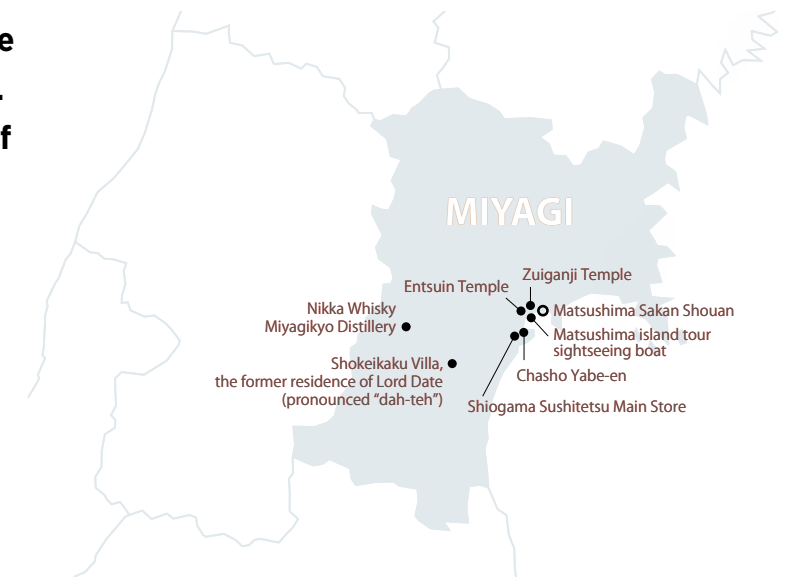 e
.
f
MIYAGI
Zuiganji Temple
Entsuin Temple
Nikka Whisky
Miyagikyo Distillery
Matsushima Sakan Shouan
Matsushima island tour
sightseeing boat
Shokeikaku Villa,
the former residence of Lord Date
(pronounced “dah-teh”)
Chasho Yabe-en
Shiogama Sushitetsu Main Store